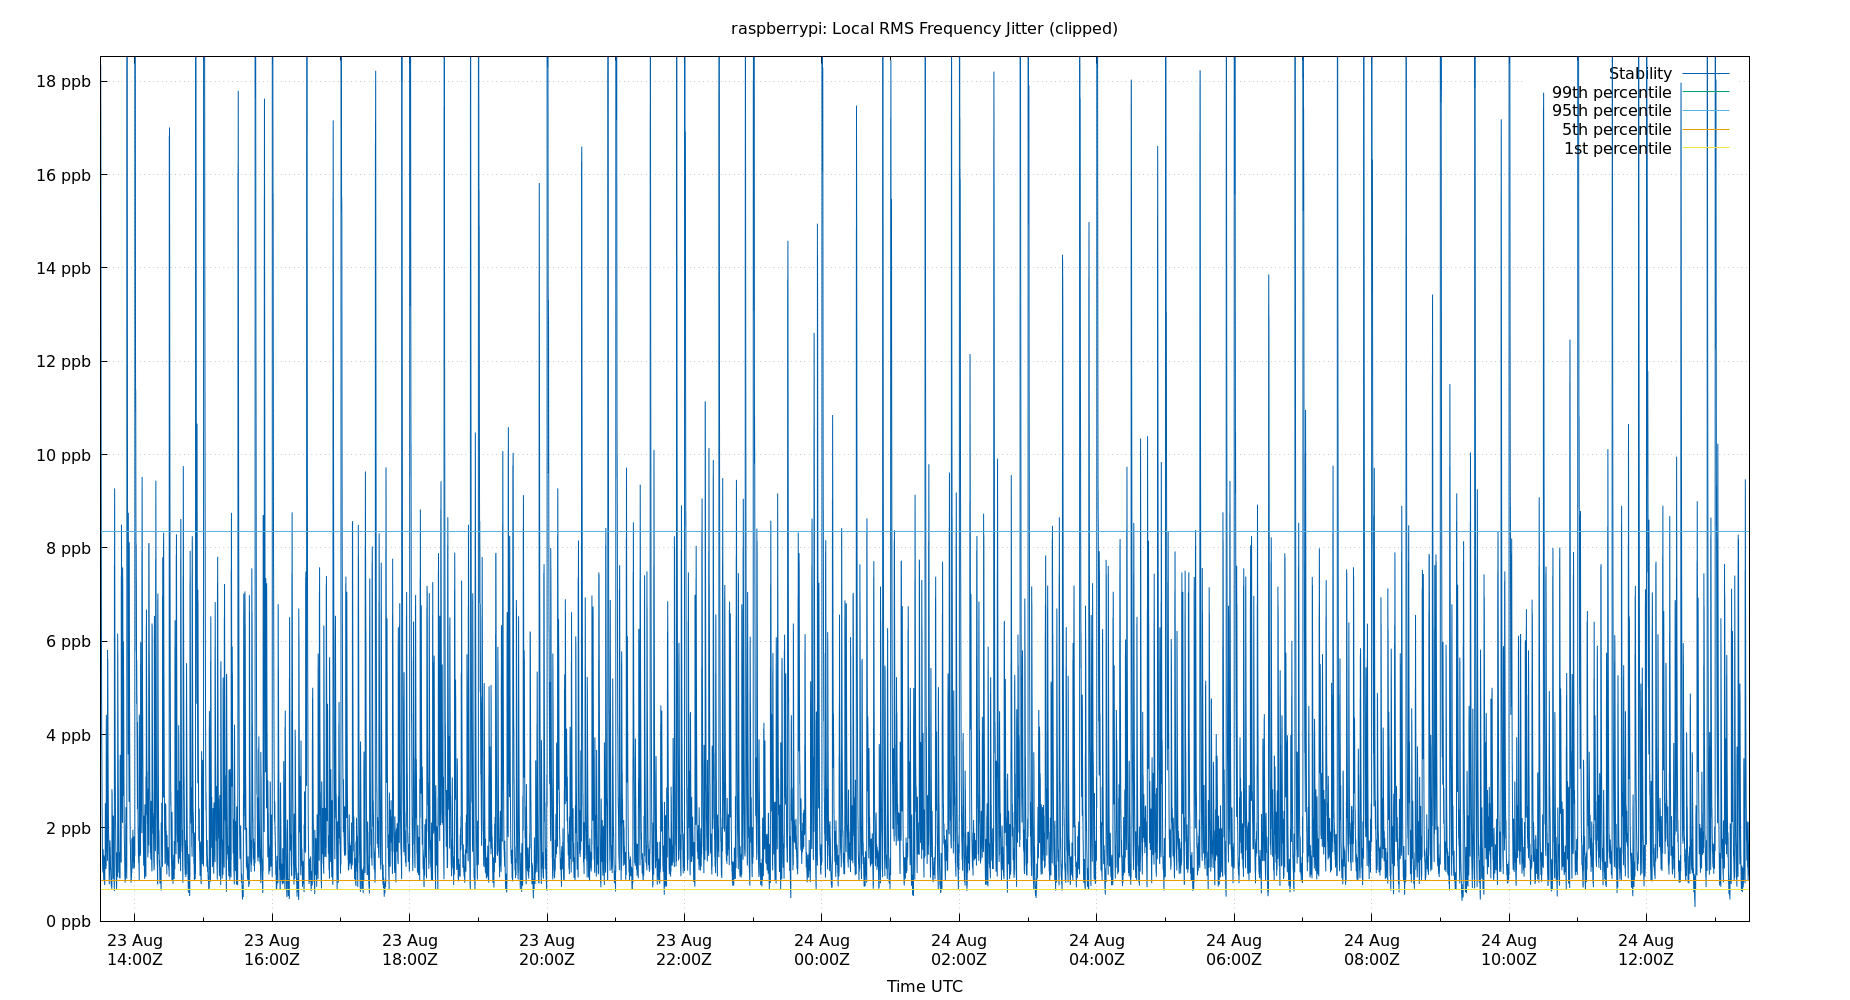 raspberrypi: Local RMS Frequency Jitter (clipped)
18 ppb
16 ppb
14 ppb
12 ppb
10 ppb
8 ppb
6 ppb
4 ppb
2 ppb
0 ppb
Stability
99th percentile
95th percentile
5th percentile
1st percentile
23 Aug 23 Aug 23 Aug 23 Aug 23 Aug 24 Aug 24 Aug 24 Aug 24 Aug 24 Aug 24 Aug 24 Aug
14:00Z 16:00Z 18:00Z 20:00Z 22:00Z 00:00Z 02:00Z 04:00Z 06:00Z 08:00Z 10:00Z 12:00Z
Time UTC